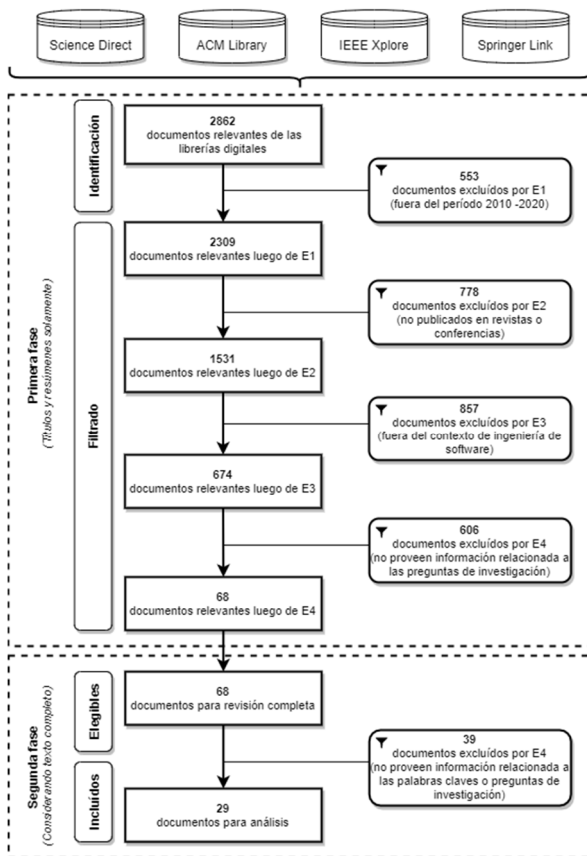 Science Direct
ACM Library
IEEE Xplore
Springer Link
Primera fase
(Títulos y resúmenes solamente)
Identificación
2862
documentos relevantes de las
librerías digitales
553
documentos excluídos por E1
(fuera del período 2010 -2020)
Filtrado
2309
documentos relevantes luego de E1
778
documentos excluídos por E2
(no publicados en revistas o
conferencias)
1531
documentos relevantes luego de E2
857
documentos excluídos por E3
(fuera del contexto de ingeniería de
software)
674
documentos relevantes luego de E3
606
documentos excluídos por E4
(no proveen información relacionada a
las preguntas de investigación)
68
documentos relevantes luego de E4
Segunda fase
(Considerando texto completo)
Elegibles
68
documentos para revisión completa
39
documentos excluídos por E4
(no proveen información relacionada a
las palabras claves o preguntas de
investigación)
Incluídos
29
documentos para análisis